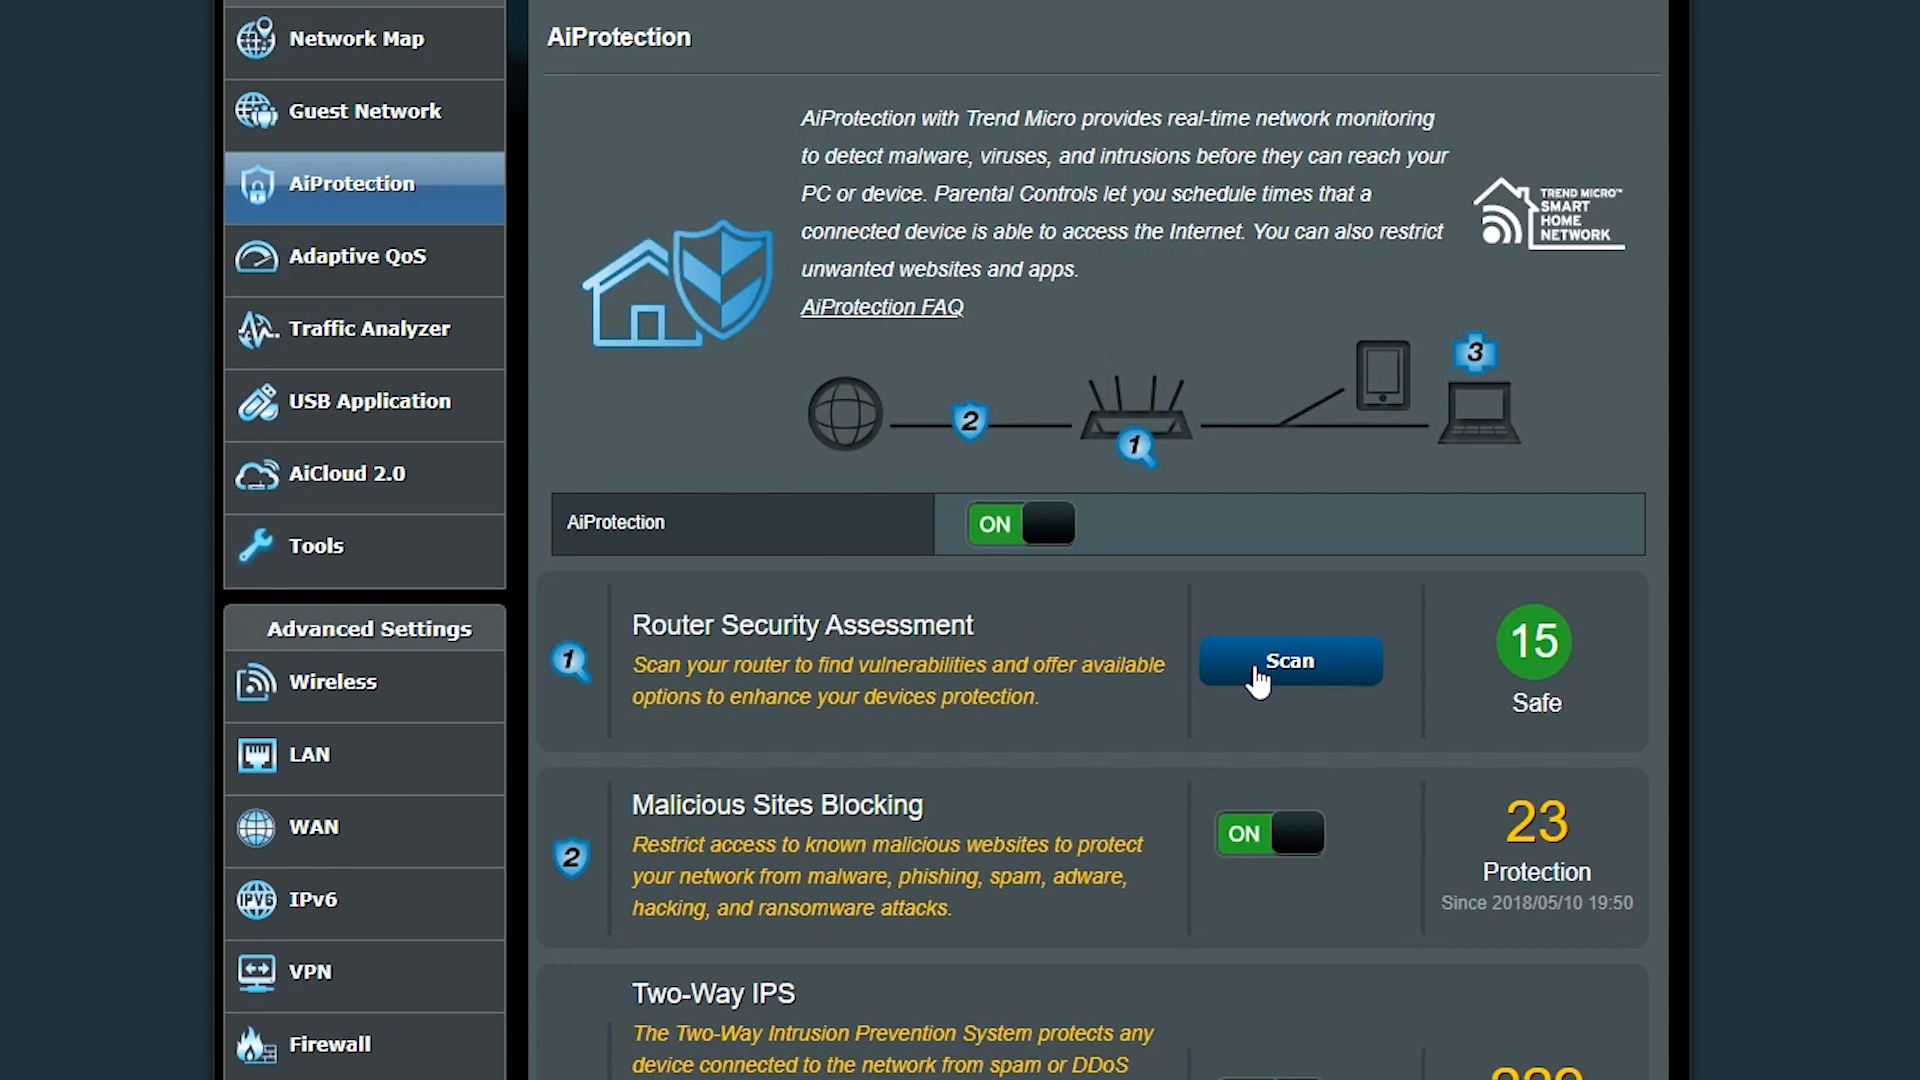 Network Map
Guest Network
AiProtection
Adaptive QoS
Traffic Analyzer
USB Application
AiCloud 2.0
Tools
Advanced Settings
Wireless
LAN
WAN
IPV6
IPv6
VPN
Firewall
AiProtection
AiProtection with Trend Micro provides real-time network monitoring
to detect malware, viruses, and intrusions before they can reach your
PC or device. Parental Controls let you schedule times that a
connected device is able to access the Internet. You can also restrict
unwanted websites and apps.
AiProtection FAQ
TREND MICRO™
SMART
HOME
NETWORK
2
1
3
AiProtection
ON
1
Router Security Assessment
Scan your router to find vulnerabilities and offer available
options to enhance your devices protection.
Scan
15
Safe
2
Malicious Sites Blocking
Restrict access to known malicious websites to protect
your network from malware, phishing, spam, adware,
hacking, and ransomware attacks.
ON
23
Protection
Since 2018/05/10 19:50
Two-Way IPS
The Two-Way Intrusion Prevention System protects any
device connected to the network from spam or DDoS